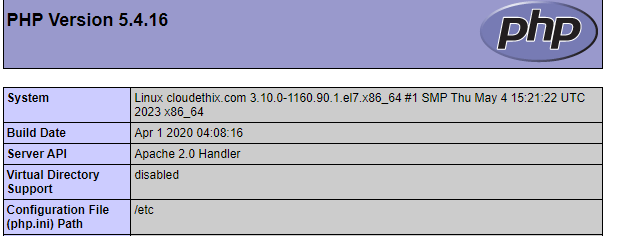 PHP Version 5.4.16
php
System
Linux cloudethix.com 3.10.0-1160.90.1.el7.x86_64 #1 SMP Thu May 4 15:21:22 UTC
2023 x86_64
Build Date
Apr 1 2020 04:08:16
Server API
Apache 2.0 Handler
Virtual Directory
Support
disabled
Configuration File
(php.ini) Path
/etc